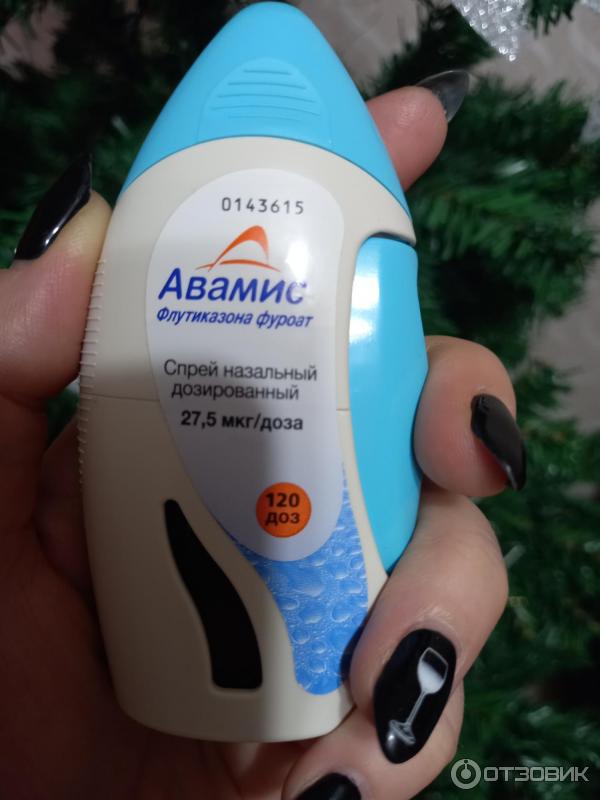 0143615
Авамис
Флутиказона фуроат
Спрей назальный
дозированный
27,5 мкг/доза
120
доз
ОТЗОВИК